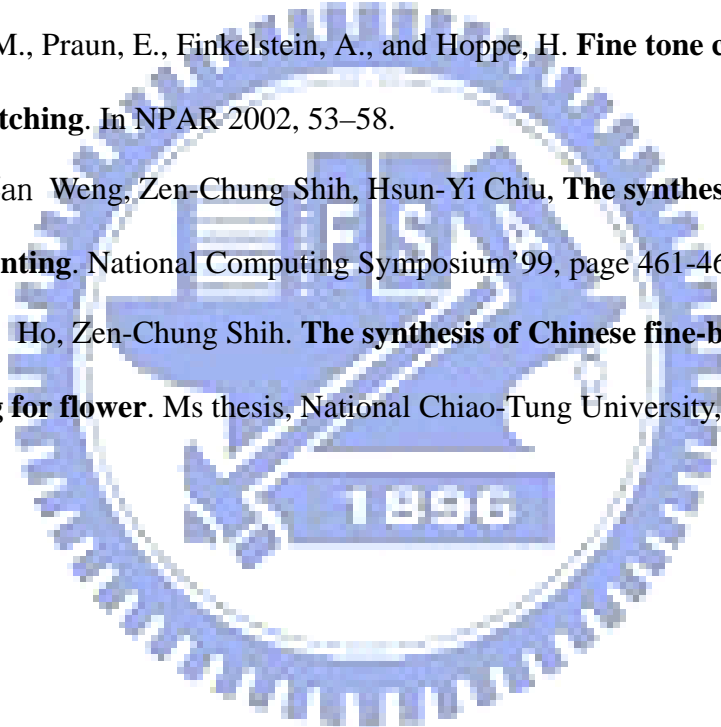 M., Praun, E., Finkelstein, A., and Hoppe, H. Fine tone c
tching. In NPAR 2002, 53–58.
an Weng, Zen-Chung Shih, Hsun-Yi Chiu, The synthes
nting. National Computing Symposium’99, page 461-46
Ho, Zen-Chung Shih. The synthesis of Chinese fine-b
g for flower. Ms thesis, National Chiao-Tung University,
E S A
1896